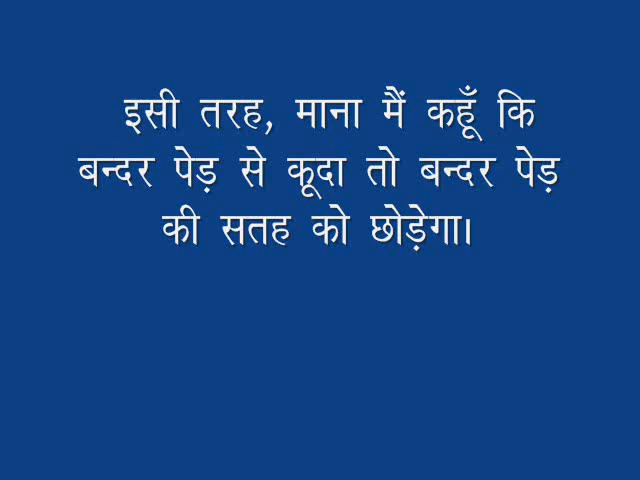 इसी तरह, माना मैं कहूँ कि
बन्दर पेड़ से कूदा तो बन्दर पेड़
की सतह को छोड़ेगा।